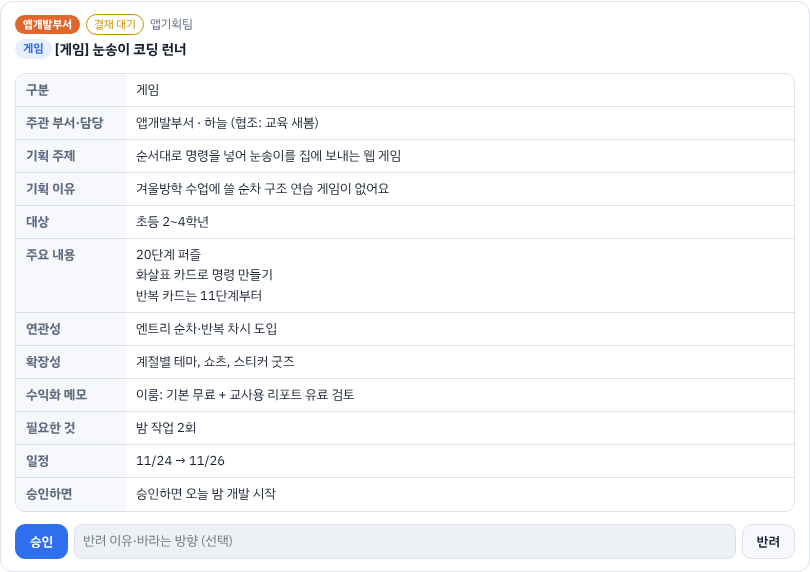 앱개발부서 결재 대기 앱기획팀
게임 [게임] 눈송이 코딩 런너
구분 게임
주관 부서·담당 앱개발부서 · 하늘 (협조: 교육 새봄)
기획 주제 순서대로 명령을 넣어 눈송이를 집에 보내는 웹 게임
기획 이유 겨울방학 수업에 쓸 순차 구조 연습 게임이 없어요
대상 초등 2~4학년
주요 내용 20단계 퍼즐
화살표 카드로 명령 만들기
반복 카드는 11단계부터
연관성 엔트리 순차·반복 차시 도입
확장성 계절별 테마, 쇼츠, 스티커 굿즈
수익화 메모 이룸: 기본 무료 + 교사용 리포트 유료 검토
필요한 것 밤 작업 2회
일정 11/24 → 11/26
승인하면 승인하면 오늘 밤 개발 시작
승인 반려 이유·바라는 방향 (선택) 반려